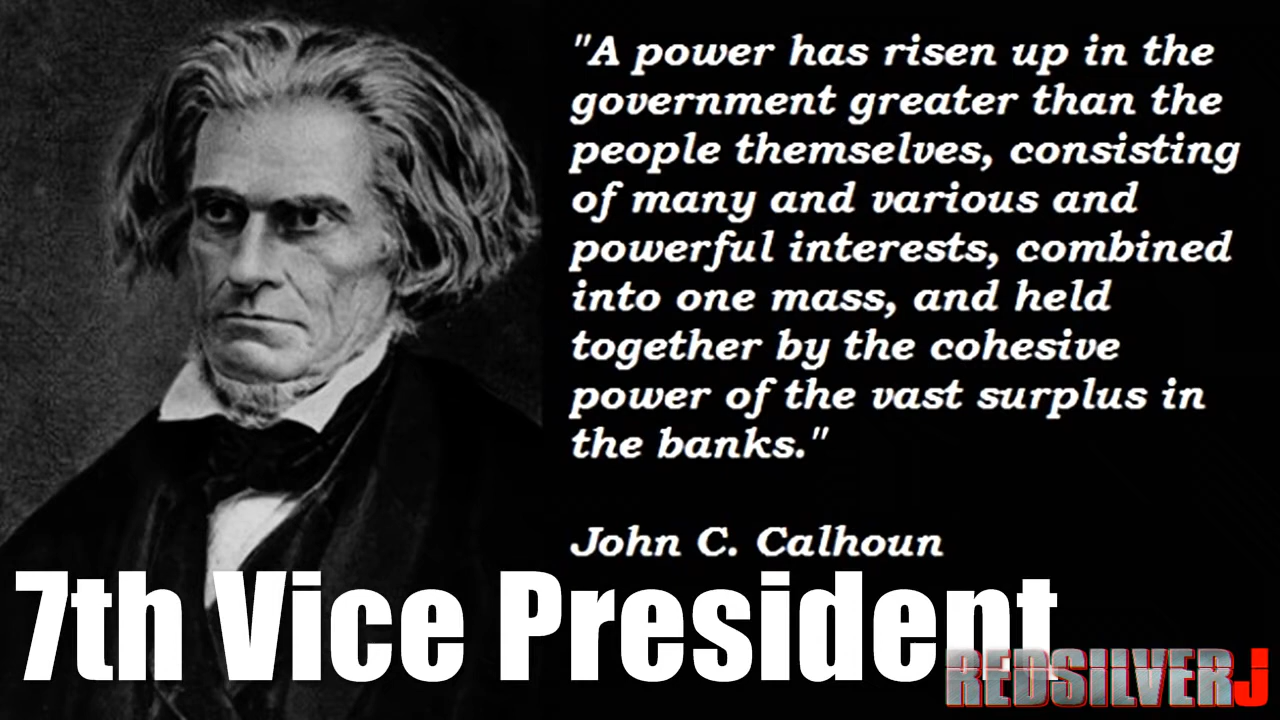 "A power has risen up in the
government greater than the
people themselves, consisting
of many and various and
powerful interests, combined
into one mass, and held
together by the cohesive
power of the vast surplus in
the banks."
John C. Calhoun
7th Vice President
REDSiLVERJ